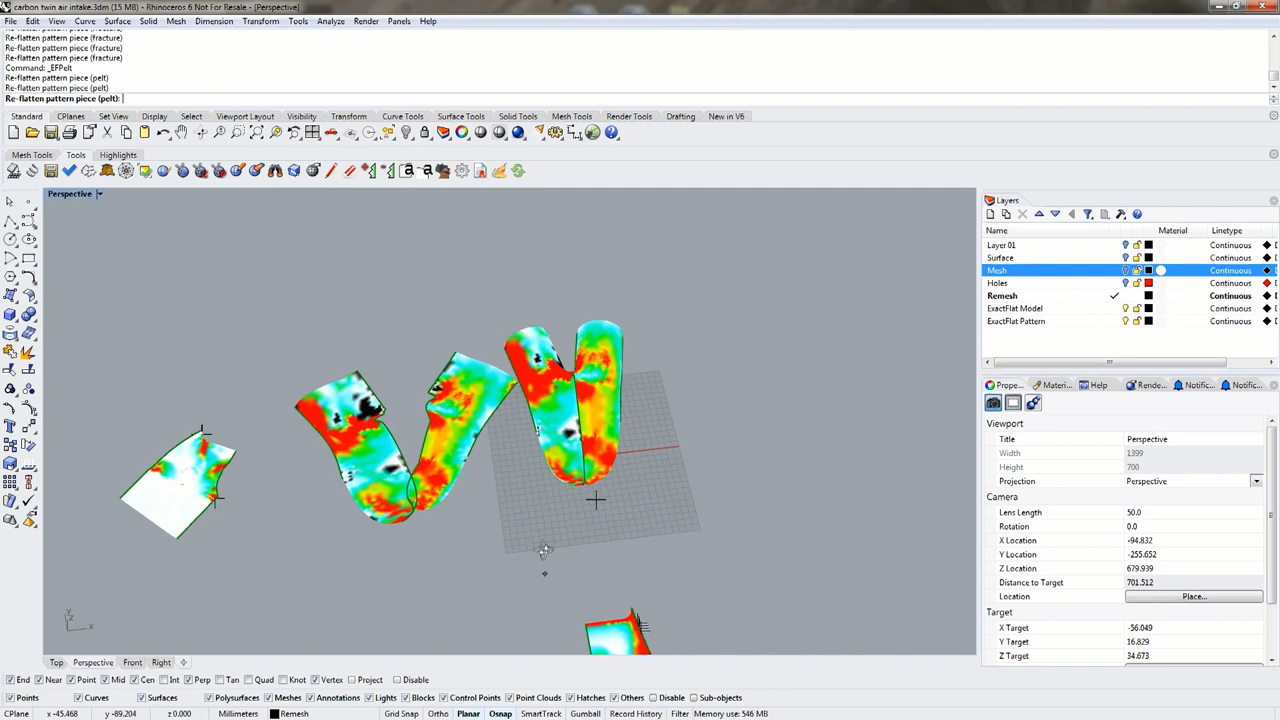 carbon twin air intake.3dm (15 MB) - Rhinoceros 6 Not For Resale - [Perspective]
File Edit View Curve Surface Solid Mesh Dimension Transform Tools Analyze Render Panels Help
Re-flatten pattern piece (fracture)
Re-flatten pattern piece (fracture)
Re-flatten pattern piece (fracture)
Command: _EFPelt
Re-flatten pattern piece (pelt)
Re-flatten pattern piece (pelt)
Re-flatten pattern piece (pelt):
Standard CPlanes Set View Display Select Viewport Layout Visibility Transform Curve Tools Surface Tools Solid Tools Mesh Tools Render Tools Drafting New in V6
Mesh Tools Tools Highlights
Perspective
Layers
Name Material Linetype
Layer 01 Continuous
Surface Continuous
Mesh Continuous
Holes Continuous
Remesh Continuous
ExactFlat Model Continuous
ExactFlat Pattern Continuous
Prope... Materi... Help Rende... Notific... Notific...
Viewport
Title Perspective
Width 1399
Height 700
Projection Perspective
Camera
Lens Length 50.0
Rotation 0.0
X Location -94.832
Y Location -255.652
Z Location 679.939
Distance to Target 701.512
Location Place...
Target
X Target -56.049
Y Target 16.829
Z Target 34.673
y
z
x
Top Perspective Front Right
End Near Point Mid Cen Int Perp Tan Quad Knot Vertex Project Disable
Points Curves Surfaces Polysurfaces Meshes Annotations Lights Blocks Control Points Point Clouds Hatches Others Disable Sub-objects
CPlane x -45.468 y -89.204 z 0.000 Millimeters Remesh Grid Snap Ortho Planar Osnap SmartTrack Gumball Record History Filter Memory use: 546 MB